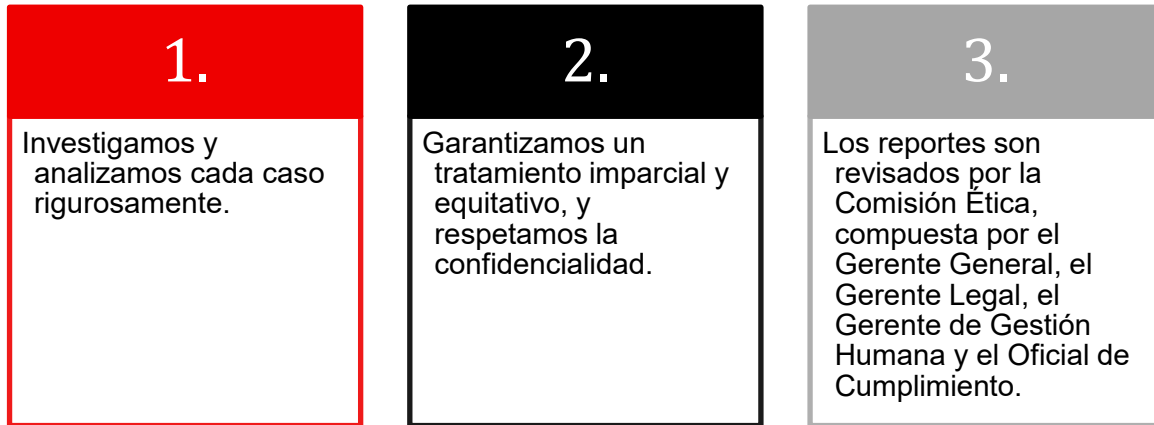 1.
Investigamos y
analizamos cada caso
rigurosamente.
2.
Garantizamos un
tratamiento imparcial y
equitativo, y
respetamos la
confidencialidad.
3.
Los reportes son
revisados por la
Comisión Ética,
compuesta por el
Gerente General, el
Gerente Legal, el
Gerente de Gestión
Humana y el Oficial de
Cumplimiento.